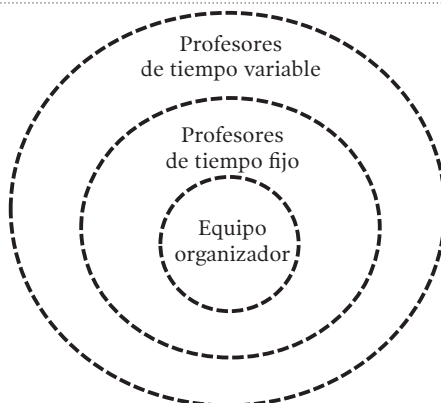 Profesores
de tiempo variable
Profesores
de tiempo fijo
Equipo
organizador